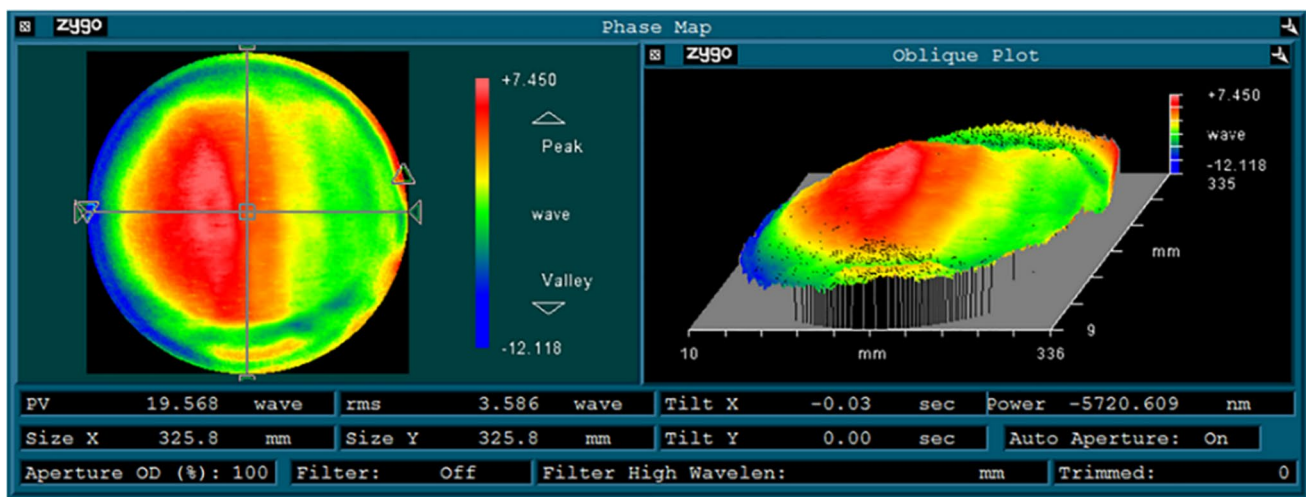 zygo Phase Map
+7.450
Peak
wave
Valley
-12.118
zygo Oblique Plot
+7.450
wave
-12.118
335
mm
9
10 mm 336
PV 19.568 wave rms 3.586 wave Tilt X -0.03 sec Power -5720.609 nm
Size X 325.8 mm Size Y 325.8 mm Tilt Y 0.00 sec Auto Aperture: On
Aperture OD (%): 100 Filter: Off Filter High Wavelen: mm Trimmed: 0